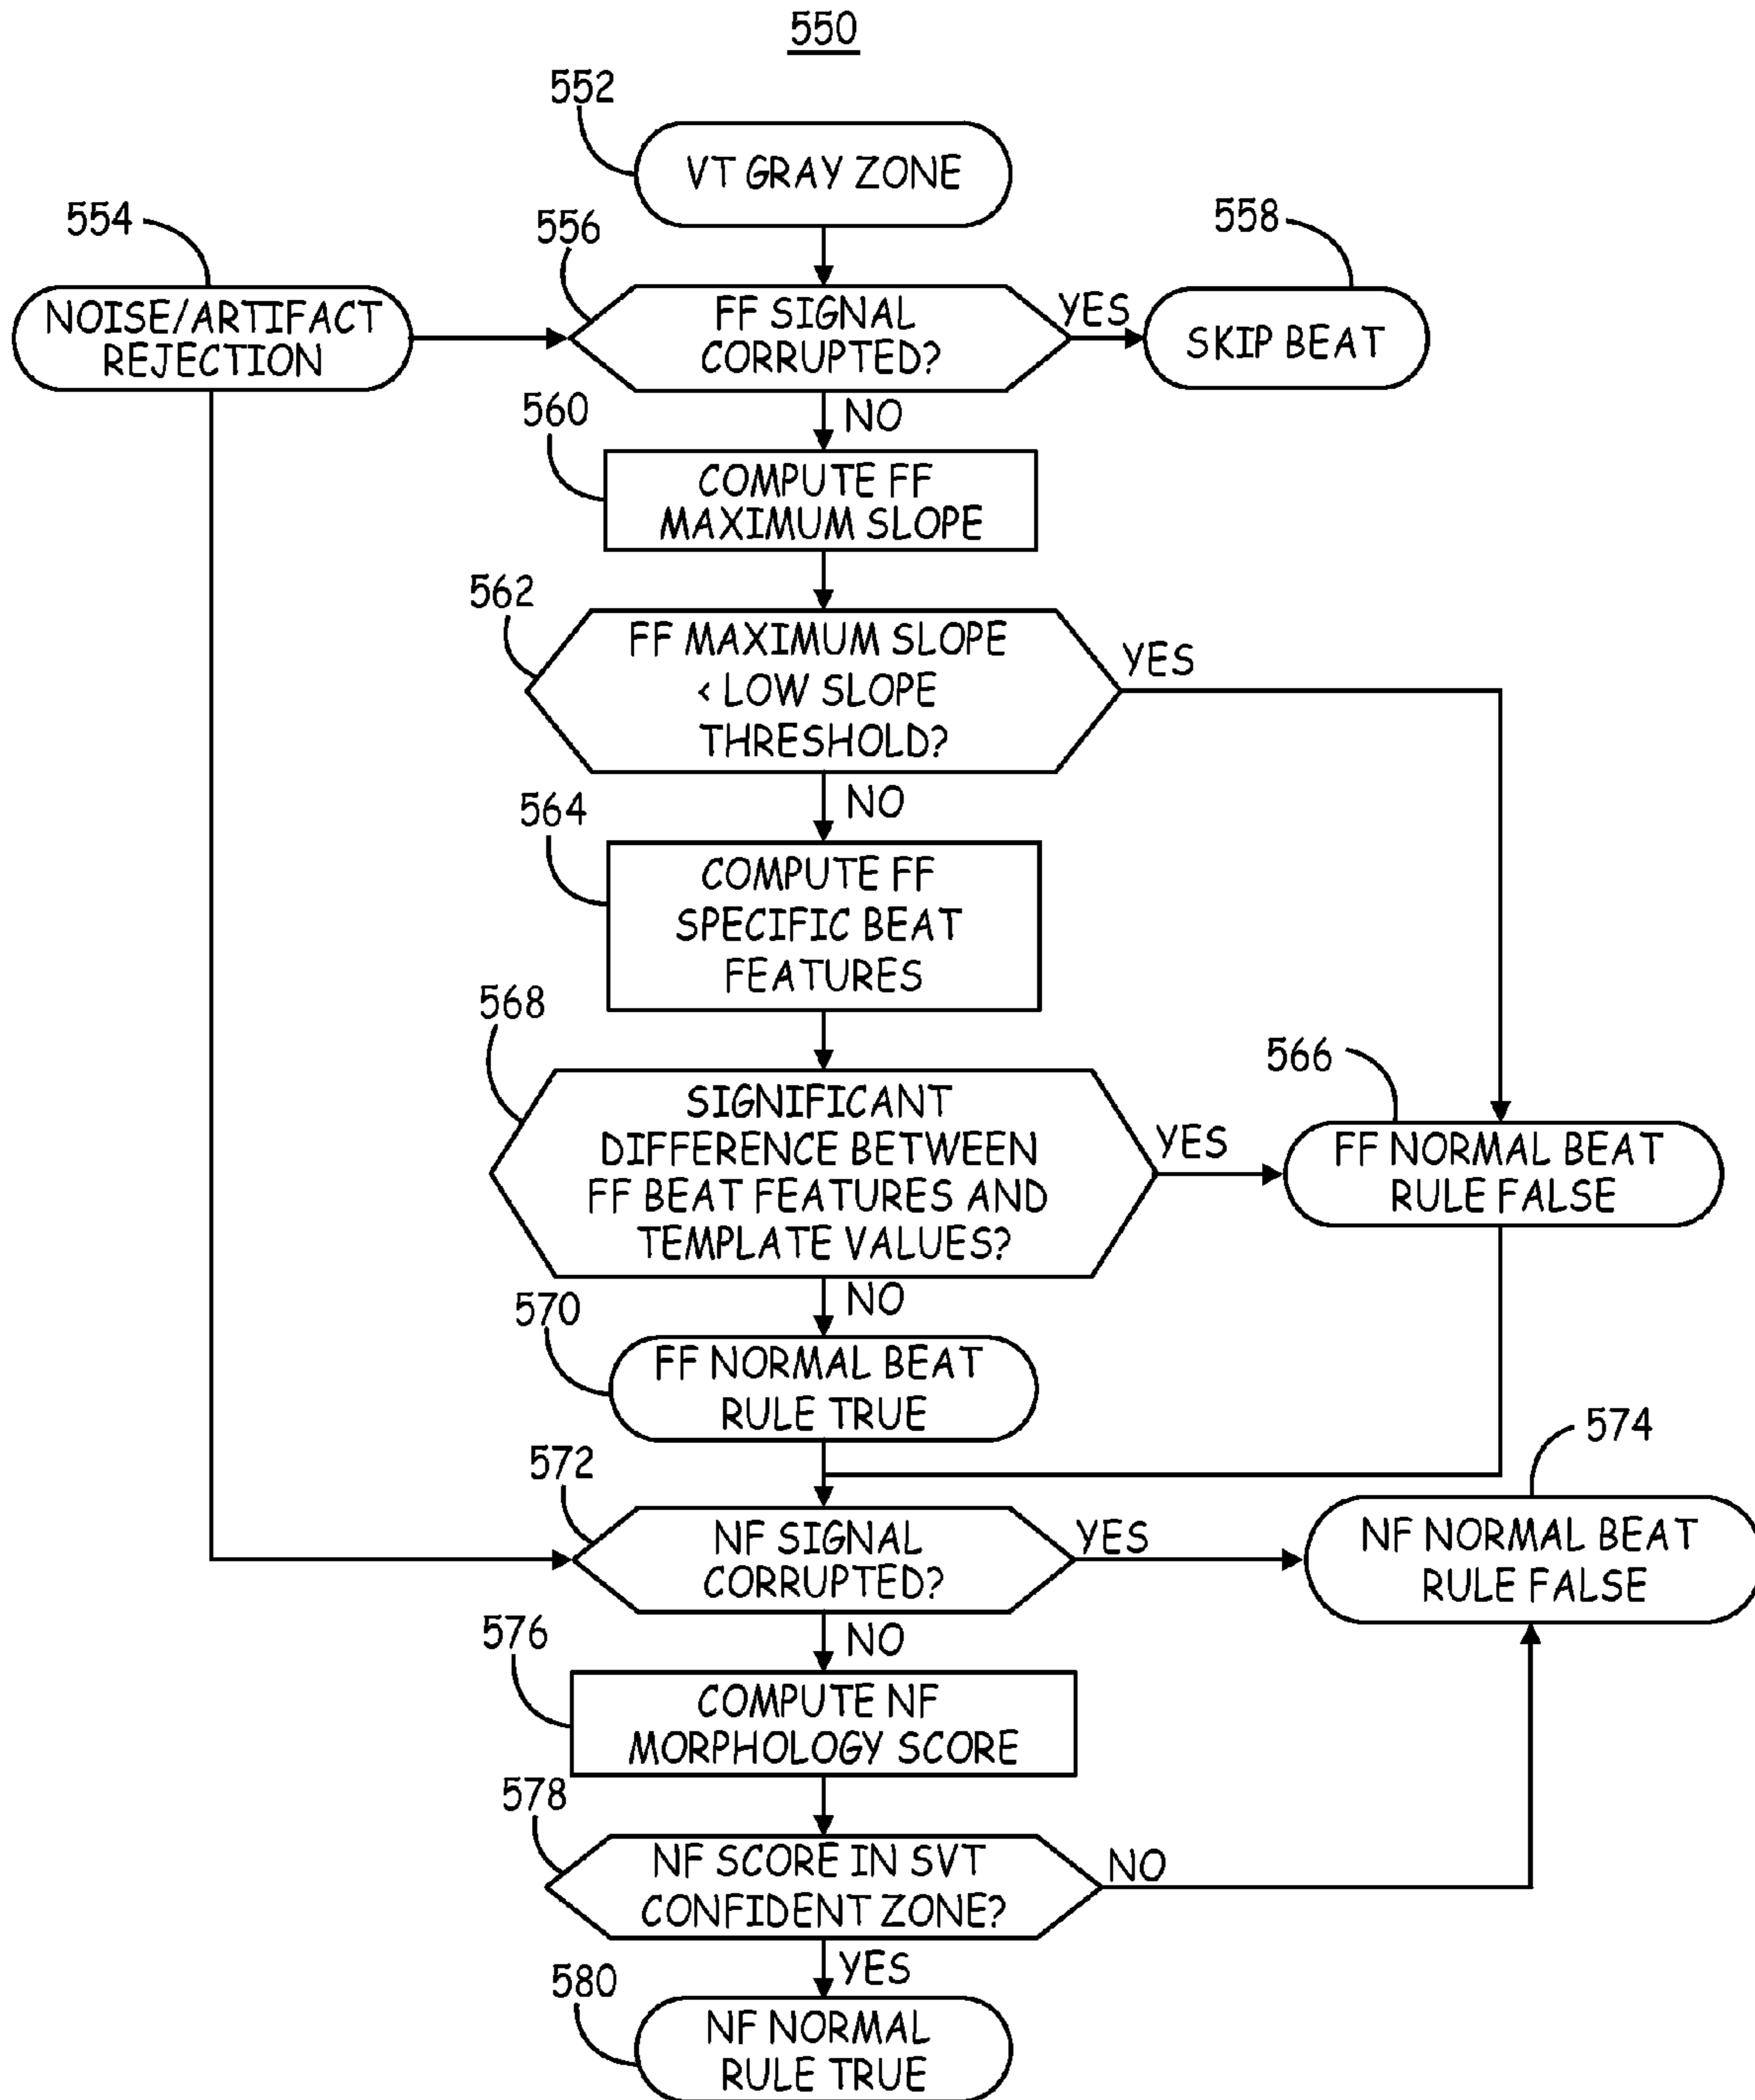 550
552
VT GRAY ZONE
554
NOISE/ARTIFACT
REJECTION
556
FF SIGNAL
CORRUPTED?
YES
558
SKIP BEAT
NO
560
COMPUTE FF
MAXIMUM SLOPE
562
FF MAXIMUM SLOPE
< LOW SLOPE
THRESHOLD?
YES
NO
564
COMPUTE FF
SPECIFIC BEAT
FEATURES
568
SIGNIFICANT
DIFFERENCE BETWEEN
FF BEAT FEATURES AND
TEMPLATE VALUES?
YES
566
FF NORMAL BEAT
RULE FALSE
NO
570
FF NORMAL BEAT
RULE TRUE
572
NF SIGNAL
CORRUPTED?
YES
574
NF NORMAL BEAT
RULE FALSE
NO
576
COMPUTE NF
MORPHOLOGY SCORE
578
NF SCORE IN SVT
CONFIDENT ZONE?
NO
YES
580
NF NORMAL
RULE TRUE